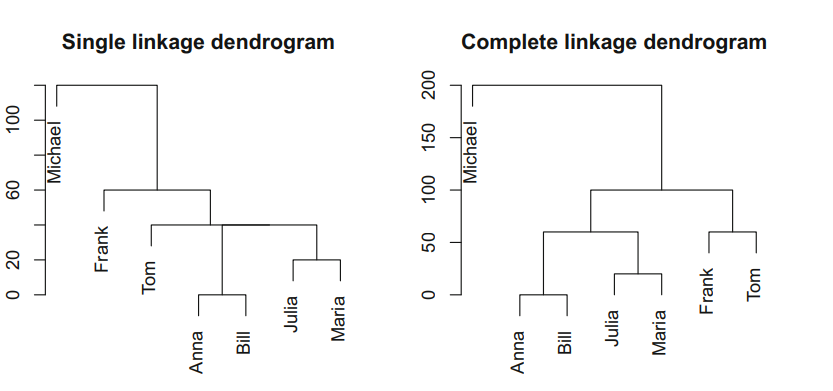 Single linkage dendrogram
0
20
60
100
Michael
Frank
Tom
Anna
Bill
Julia
Maria
Complete linkage dendrogram
0
50
100
150
200
Michael
Anna
Bill
Julia
Maria
Frank
Tom